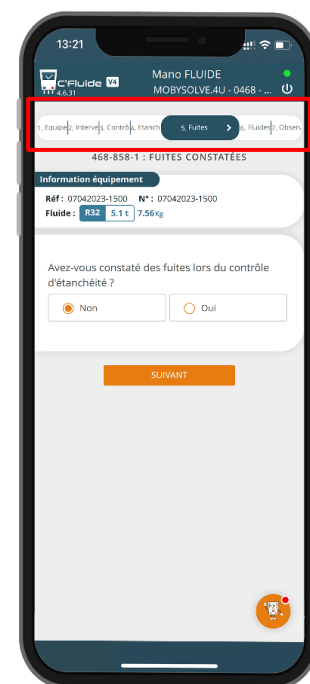 13:21
C'Fluide V4
4.6.31
Mano FLUIDE
MOBYSOLVE.4U - 0468 - ...
1, Equipe 2, Interve 3, Contrô 4, Etanch 5, Fuites 6, Fluides 7, Obser
468-858-1 : FUITES CONSTATÉES
Information équipement
Réf : 07042023-1500 N° : 07042023-1500
Fluide : R32 5.1 t 7.56 Kg
Avez-vous constaté des fuites lors du contrôle
d'étanchéité ?
Non Oui
SUIVANT